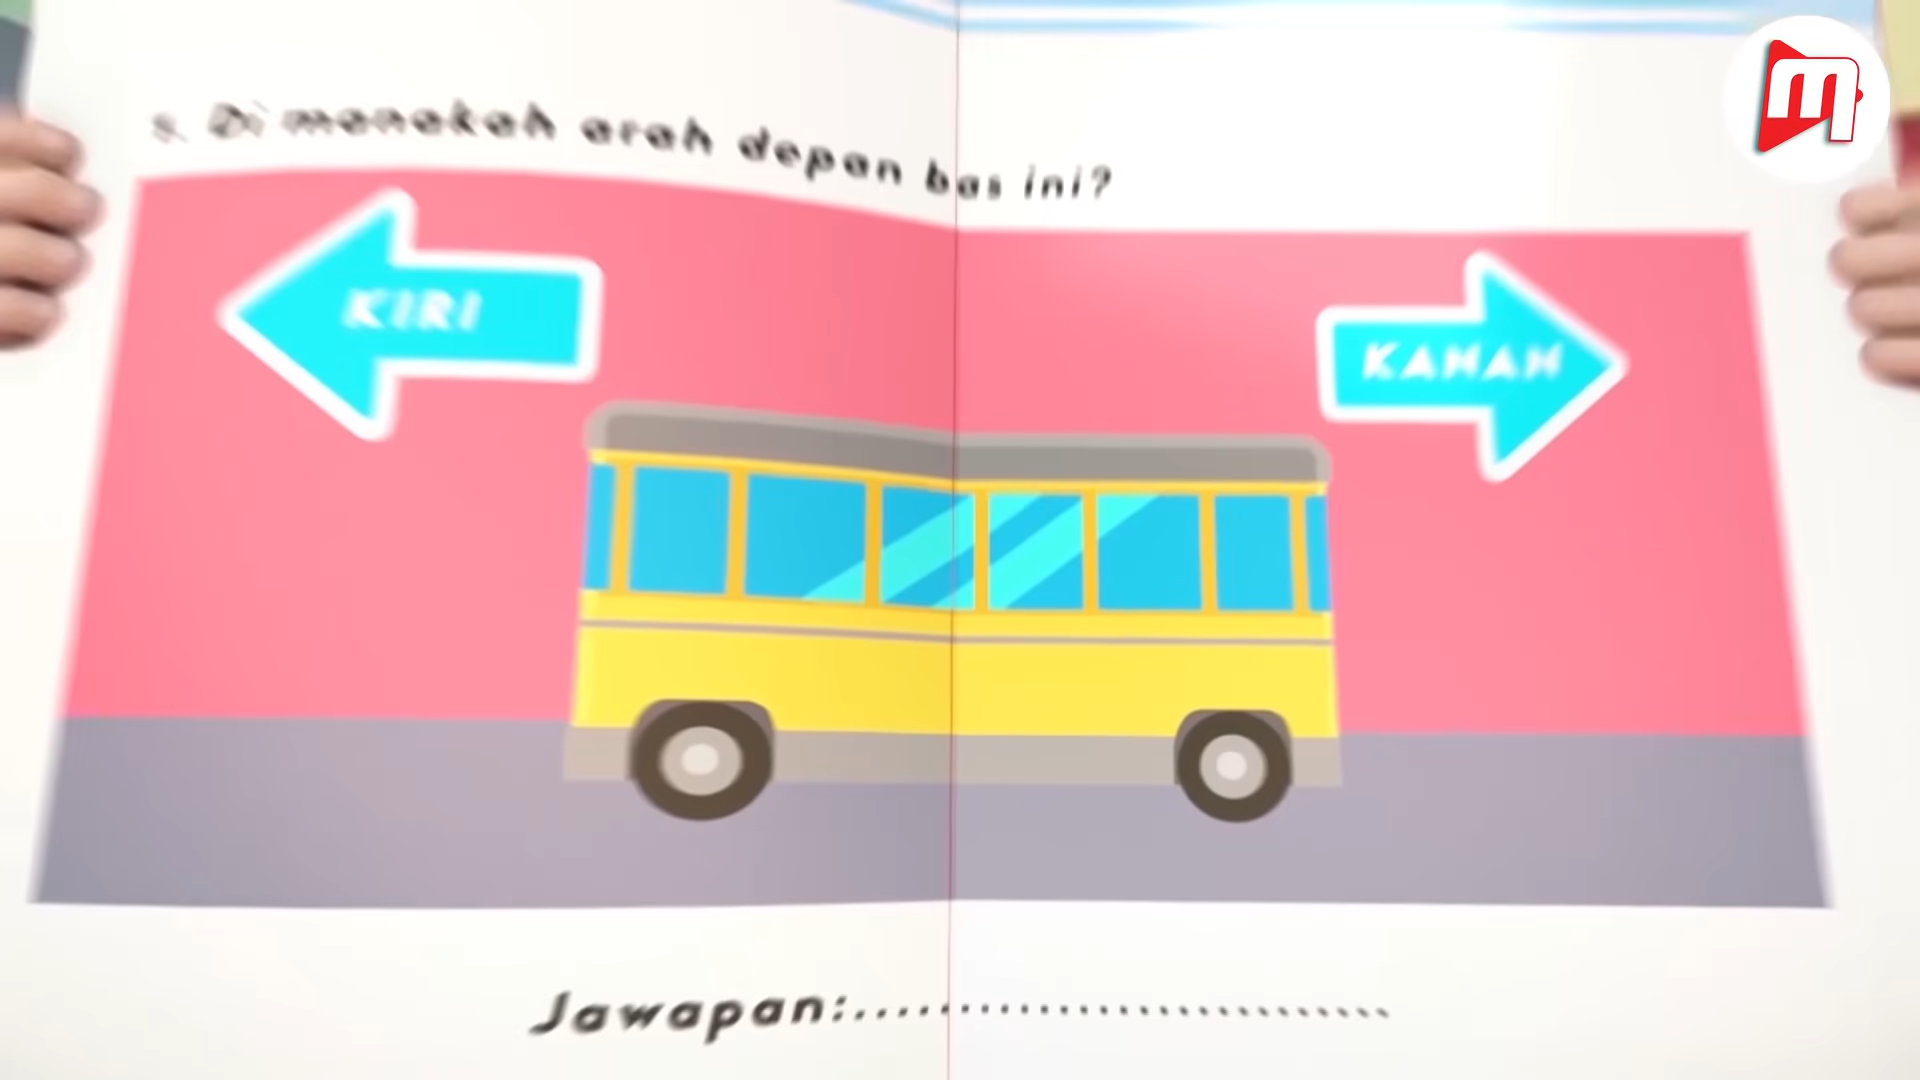 5. Di manakah arah depan bas ini?
KIRI
KANAN
Jawapan:..............................